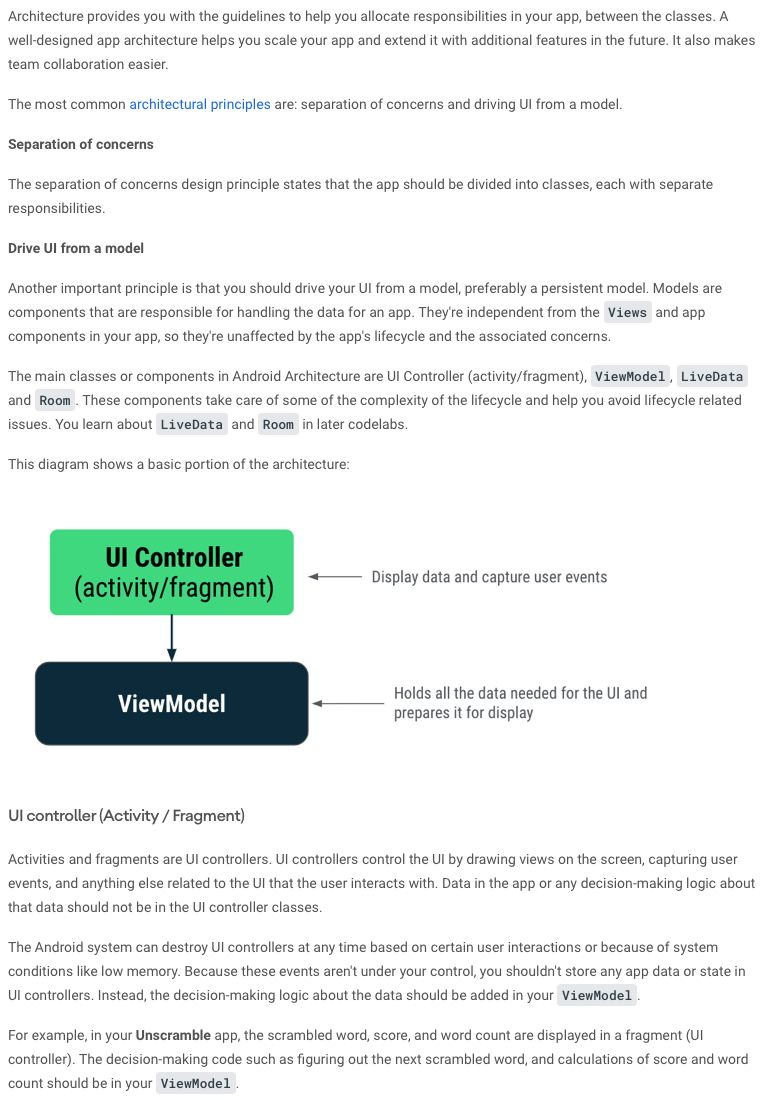 Architecture provides you with the guidelines to help you allocate responsibilities in your app, between the classes. A
well-designed app architecture helps you scale your app and extend it with additional features in the future. It also makes
team collaboration easier.
The most common architectural principles are: separation of concerns and driving UI from a model.
Separation of concerns
The separation of concerns design principle states that the app should be divided into classes, each with separate
responsibilities.
Drive UI from a model
Another important principle is that you should drive your UI from a model, preferably a persistent model. Models are
components that are responsible for handling the data for an app. They're independent from the Views and app
components in your app, so they're unaffected by the app's lifecycle and the associated concerns.
The main classes or components in Android Architecture are UI Controller (activity/fragment), ViewModel, LiveData
and Room. These components take care of some of the complexity of the lifecycle and help you avoid lifecycle related
issues. You learn about LiveData and Room in later codelabs.
This diagram shows a basic portion of the architecture:
UI Controller
(activity/fragment)
Display data and capture user events
ViewModel
Holds all the data needed for the UI and
prepares it for display
UI controller (Activity / Fragment)
Activities and fragments are UI controllers. UI controllers control the UI by drawing views on the screen, capturing user
events, and anything else related to the UI that the user interacts with. Data in the app or any decision-making logic about
that data should not be in the UI controller classes.
The Android system can destroy UI controllers at any time based on certain user interactions or because of system
conditions like low memory. Because these events aren't under your control, you shouldn't store any app data or state in
UI controllers. Instead, the decision-making logic about the data should be added in your ViewModel.
For example, in your Unscramble app, the scrambled word, score, and word count are displayed in a fragment (UI
controller). The decision-making code such as figuring out the next scrambled word, and calculations of score and word
count should be in your ViewModel.